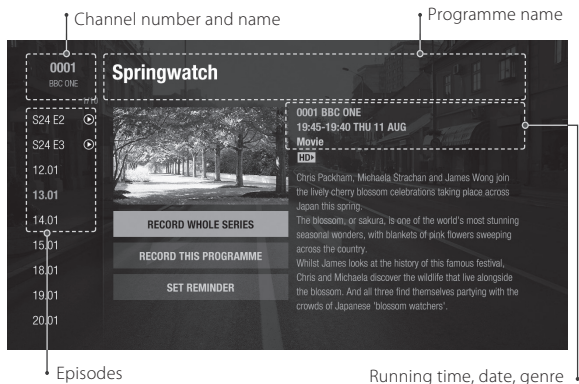 Channel number and name
Programme name
0001
BBC ONE
1/10
Springwatch
S24 E2
S24 E3
12.01
13.01
14.01
15.01
18.01
19.01
20.01
RECORD WHOLE SERIES
RECORD THIS PROGRAMME
SET REMINDER
0001 BBC ONE
19:45-19:40 THU 11 AUG
Movie
HD
Chris Packham, Michaela Strachan and James Wong join
the lively cherry blossom celebrations taking place across
Japan this spring.
The blossom, or sakura, is one of the world's most stunning
seasonal wonders, with blankets of pink flowers sweeping
across the country.
Whilst James looks at the history of this famous festival,
Chris and Michaela discover the wildlife that live alongside
the blossom. And all three find themselves partying with the
crowds of Japanese 'blossom watchers'.
Episodes
Running time, date, genre